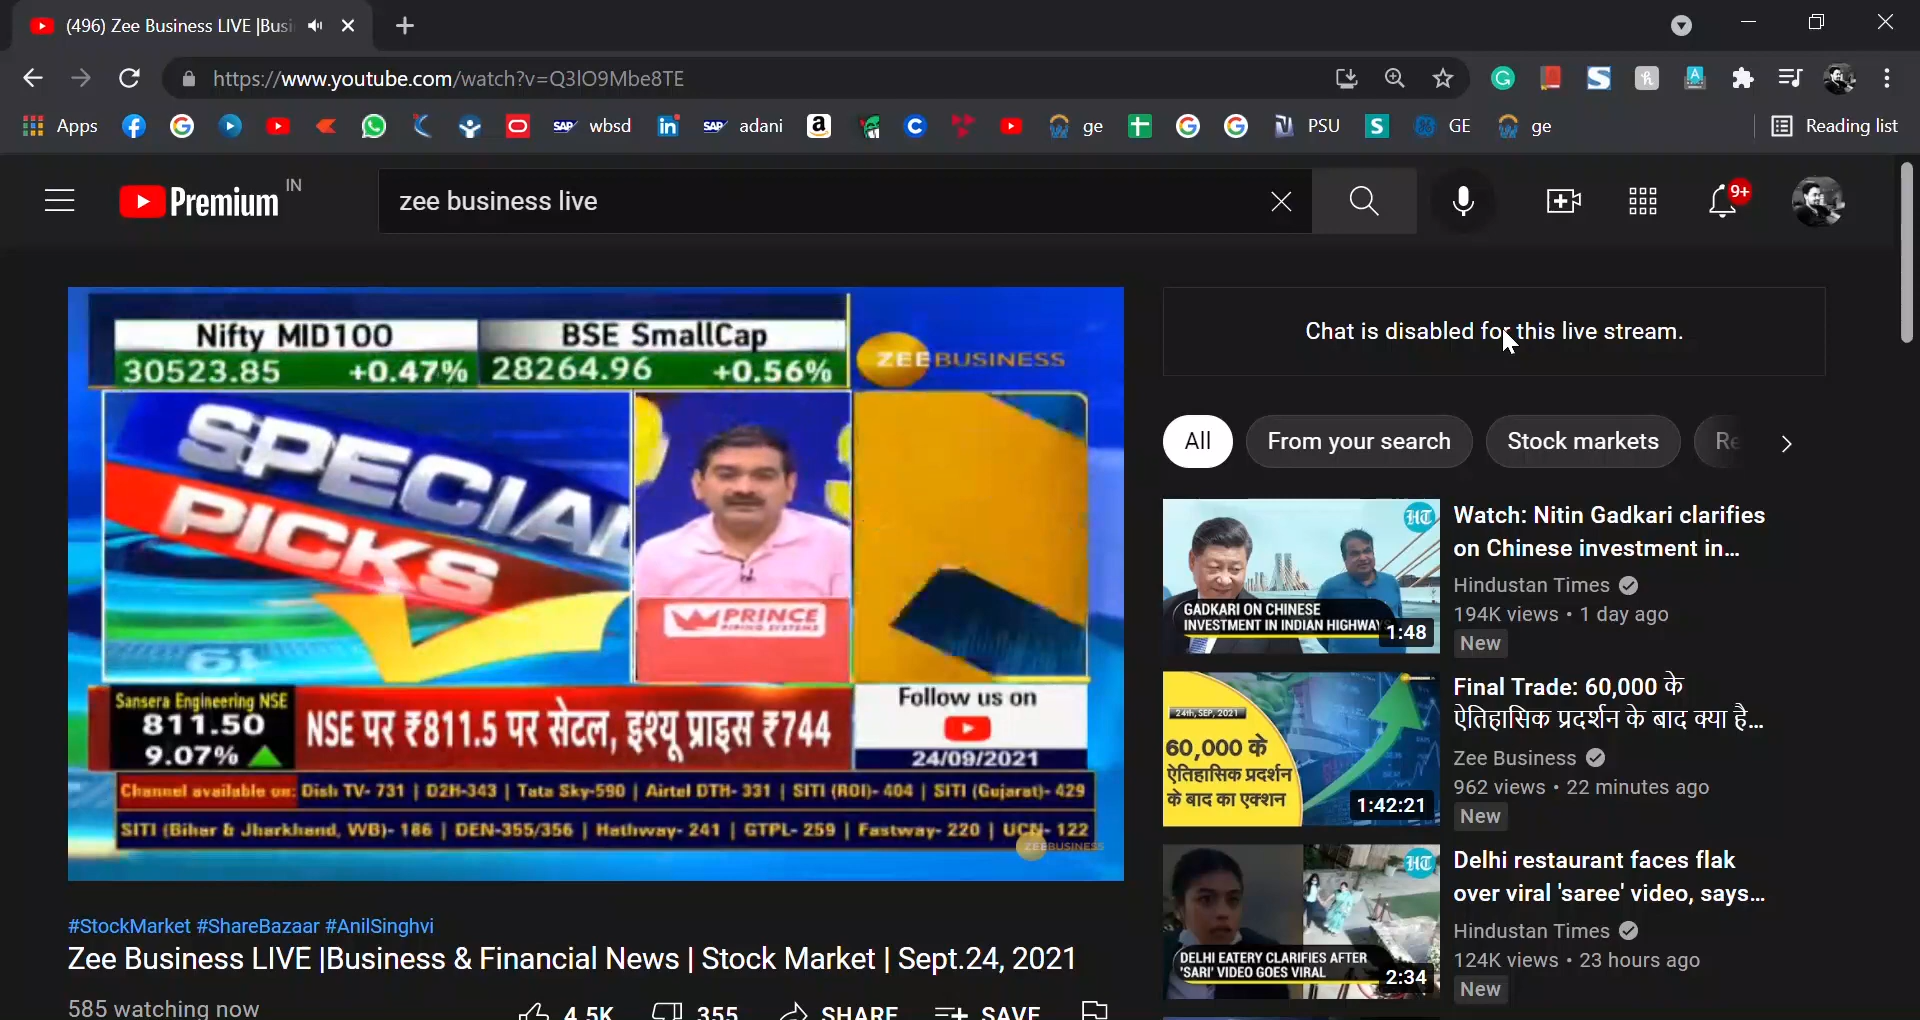 (496) Zee Business LIVE |Busi
https://www.youtube.com/watch?v=Q3lO9Mbe8TE
Apps
SAP wbsd
in
SAP adani
ge
PSU
S
GE
ge
Reading list
Premium IN
zee business live
9+
Nifty MID100
30523.85 +0.47%
BSE SmallCap
28264.96 +0.56%
ZEE BUSINESS
SPECIAL
PICKS
PRINCE
PIPING SYSTEMS
Sansera Engineering NSE
811.50
9.07%
NSE पर ₹811.5 पर सेटल, इश्यू प्राइस ₹744
Follow us on
24/09/2021
Channel available on: Dish TV- 731 | D2H-343 | Tata Sky-590 | Airtel DTH- 331 | SITI (ROI)- 404 | SITI (Gujarat)- 429
SITI (Bihar & Jharkhand, WB)- 186 | DEN-355/356 | Hathway- 241 | GTPL- 259 | Fastway- 220 | UCN- 122
ZEEBUSINESS
#StockMarket #ShareBazaar #AnilSinghvi
Zee Business LIVE |Business & Financial News | Stock Market | Sept.24, 2021
585 watching now
4.5K
355
SHARE
SAVE
Chat is disabled for this live stream.
All
From your search
Stock markets
Re
HT
GADKARI ON CHINESE
INVESTMENT IN INDIAN HIGHWAY
1:48
Watch: Nitin Gadkari clarifies
on Chinese investment in...
Hindustan Times
194K views • 1 day ago
New
24th, SEP, 2021
60,000 के
ऐतिहासिक प्रदर्शन
के बाद का एक्शन
1:42:21
Final Trade: 60,000 के
ऐतिहासिक प्रदर्शन के बाद क्या है...
Zee Business
962 views • 22 minutes ago
New
HT
DELHI EATERY CLARIFIES AFTER
'SARI' VIDEO GOES VIRAL
2:34
Delhi restaurant faces flak
over viral 'saree' video, says...
Hindustan Times
124K views • 23 hours ago
New